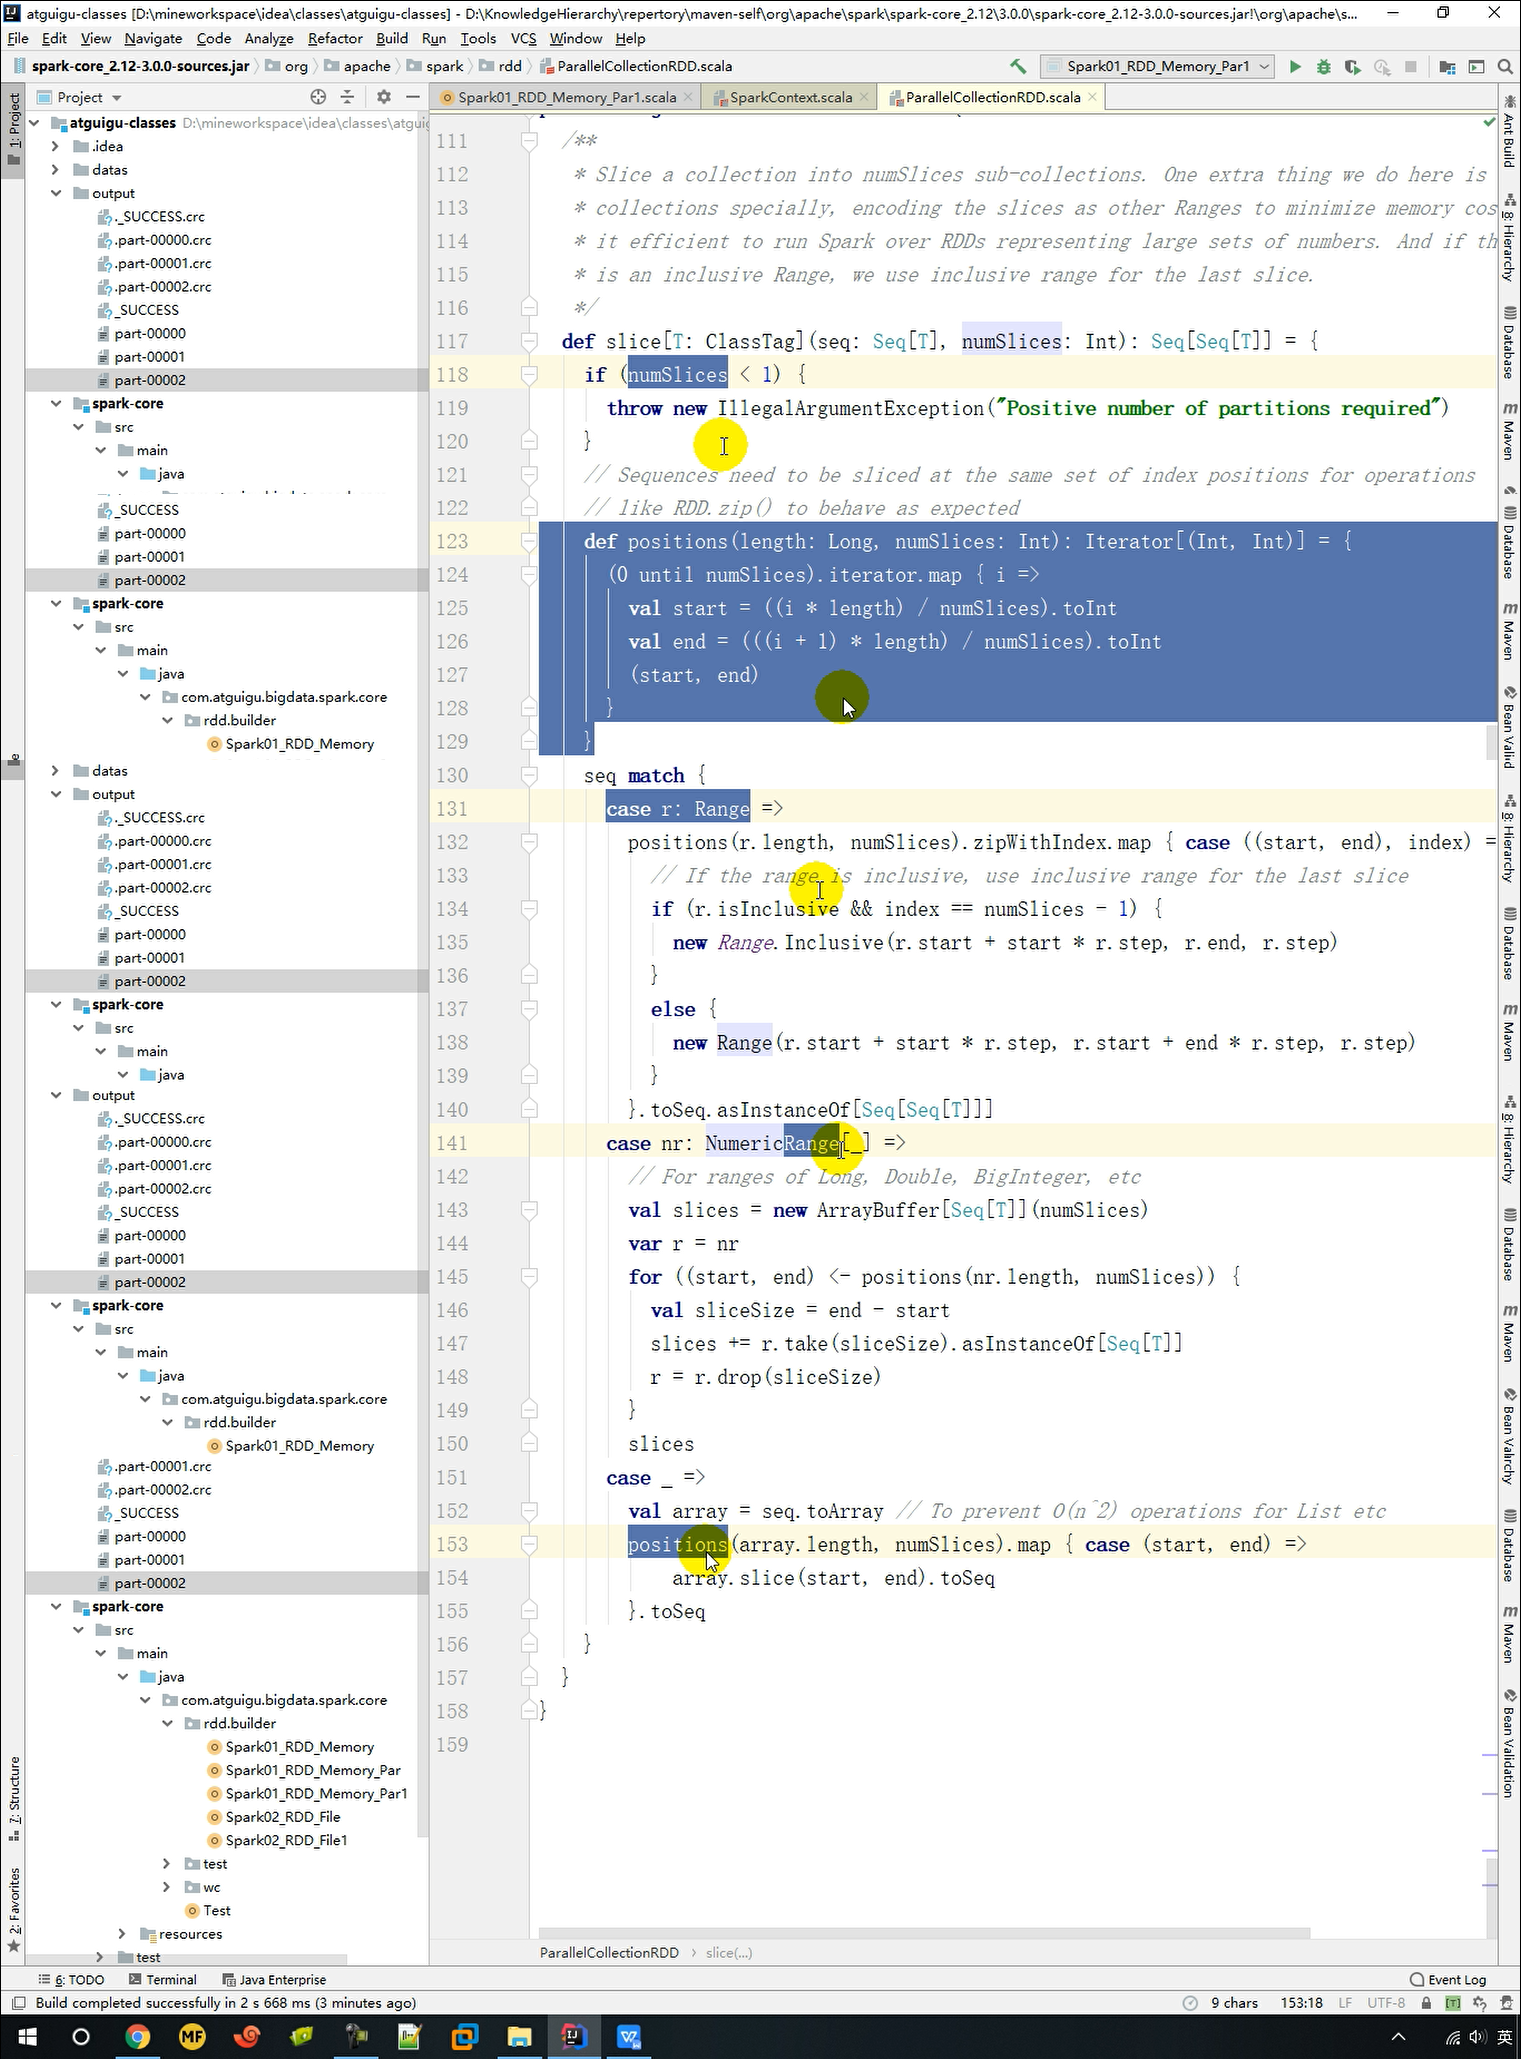 atguigu-classes [D:\mineworkspace\idea\classes\atguigu-classes] - D:\KnowledgeHierarchy\repertory\maven-self\org\apache\spark\spark-core_2.12\3.0.0\spark-core_2.12-3.0.0-sources.jar!\org\apache\s...
File Edit View Navigate Code Analyze Refactor Build Run Tools VCS Window Help
spark-core_2.12-3.0.0-sources.jar org apache spark rdd ParallelCollectionRDD.scala Spark01_RDD_Memory_Par1
Project
Spark01_RDD_Memory_Par1.scala SparkContext.scala ParallelCollectionRDD.scala
1: Project
atguigu-classes D:\mineworkspace\idea\classes\atguig
.idea
datas
output
._SUCCESS.crc
.part-00000.crc
.part-00001.crc
.part-00002.crc
_SUCCESS
part-00000
part-00001
part-00002
spark-core
src
main
java
_SUCCESS
part-00000
part-00001
part-00002
spark-core
src
main
java
com.atguigu.bigdata.spark.core
rdd.builder
Spark01_RDD_Memory
datas
output
._SUCCESS.crc
.part-00000.crc
.part-00001.crc
.part-00002.crc
_SUCCESS
part-00000
part-00001
part-00002
spark-core
src
main
java
output
._SUCCESS.crc
.part-00000.crc
.part-00001.crc
.part-00002.crc
_SUCCESS
part-00000
part-00001
part-00002
spark-core
src
main
java
com.atguigu.bigdata.spark.core
rdd.builder
Spark01_RDD_Memory
.part-00001.crc
.part-00002.crc
_SUCCESS
part-00000
part-00001
part-00002
spark-core
src
main
java
com.atguigu.bigdata.spark.core
rdd.builder
Spark01_RDD_Memory
Spark01_RDD_Memory_Par
Spark01_RDD_Memory_Par1
Spark02_RDD_File
Spark02_RDD_File1
test
wc
Test
resources
test
7: Structure
2: Favorites
111 /**
112 * Slice a collection into numSlices sub-collections. One extra thing we do here is
113 * collections specially, encoding the slices as other Ranges to minimize memory cos
114 * it efficient to run Spark over RDDs representing large sets of numbers. And if th
115 * is an inclusive Range, we use inclusive range for the last slice.
116 */
117 def slice[T: ClassTag](seq: Seq[T], numSlices: Int): Seq[Seq[T]] = {
118 if (numSlices < 1) {
119 throw new IllegalArgumentException("Positive number of partitions required")
120 }
121 // Sequences need to be sliced at the same set of index positions for operations
122 // like RDD.zip() to behave as expected
123 def positions(length: Long, numSlices: Int): Iterator[(Int, Int)] = {
124 (0 until numSlices).iterator.map { i =>
125 val start = ((i * length) / numSlices).toInt
126 val end = (((i + 1) * length) / numSlices).toInt
127 (start, end)
128 }
129 }
130 seq match {
131 case r: Range =>
132 positions(r.length, numSlices).zipWithIndex.map { case ((start, end), index) =
133 // If the range is inclusive, use inclusive range for the last slice
134 if (r.isInclusive && index == numSlices - 1) {
135 new Range.Inclusive(r.start + start * r.step, r.end, r.step)
136 }
137 else {
138 new Range(r.start + start * r.step, r.start + end * r.step, r.step)
139 }
140 }.toSeq.asInstanceOf[Seq[Seq[T]]]
141 case nr: NumericRange[_] =>
142 // For ranges of Long, Double, BigInteger, etc
143 val slices = new ArrayBuffer[Seq[T]](numSlices)
144 var r = nr
145 for ((start, end) <- positions(nr.length, numSlices)) {
146 val sliceSize = end - start
147 slices += r.take(sliceSize).asInstanceOf[Seq[T]]
148 r = r.drop(sliceSize)
149 }
150 slices
151 case _ =>
152 val array = seq.toArray // To prevent O(n^2) operations for List etc
153 positions(array.length, numSlices).map { case (start, end) =>
154 array.slice(start, end).toSeq
155 }.toSeq
156 }
157 }
158 }
159
Ant Build
8: Hierarchy
Database
Maven
Database
Maven
Bean Valid
8: Hierarchy
Database
Maven
8: Hierarchy
Database
Maven
Bean Valrchy
Database
Maven
Bean Validation
ParallelCollectionRDD slice(...)
6: TODO Terminal Java Enterprise Event Log
Build completed successfully in 2 s 668 ms (3 minutes ago) 9 chars 153:18 LF UTF-8
MF 英